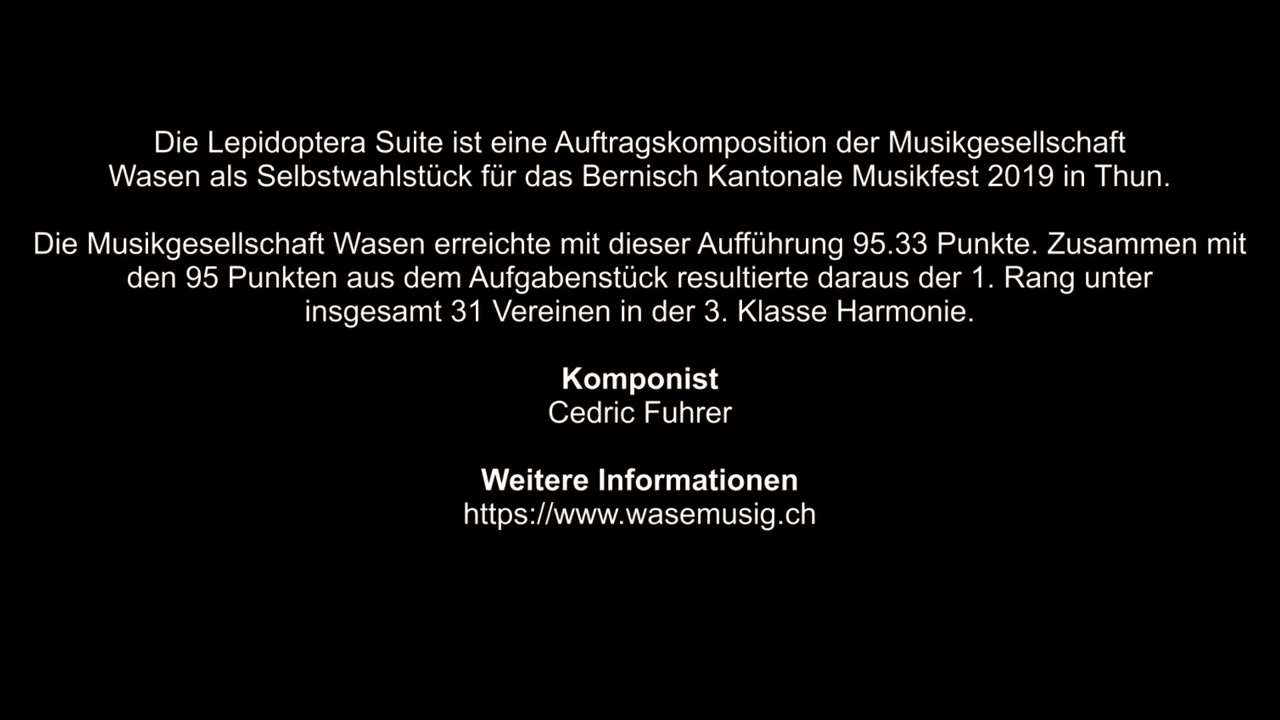 Die Lepidoptera Suite ist eine Auftragskomposition der Musikgesellschaft
Wasen als Selbstwahlstück für das Bernisch Kantonale Musikfest 2019 in Thun.
Die Musikgesellschaft Wasen erreichte mit dieser Aufführung 95.33 Punkte. Zusammen mit
den 95 Punkten aus dem Aufgabenstück resultierte daraus der 1. Rang unter
insgesamt 31 Vereinen in der 3. Klasse Harmonie.
Komponist
Cedric Fuhrer
Weitere Informationen
https://www.wasemusig.ch